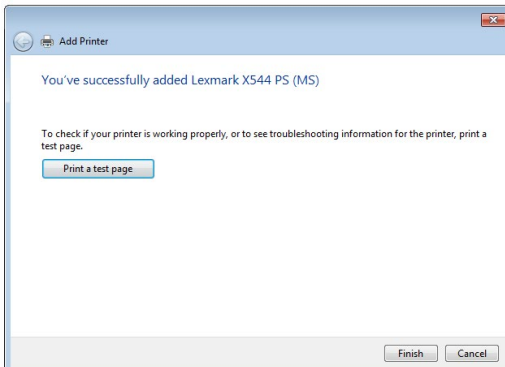 Add Printer
You've successfully added Lexmark X544 PS (MS)
To check if your printer is working properly, or to see troubleshooting information for the printer, print a
test page.
Print a test page
Finish Cancel